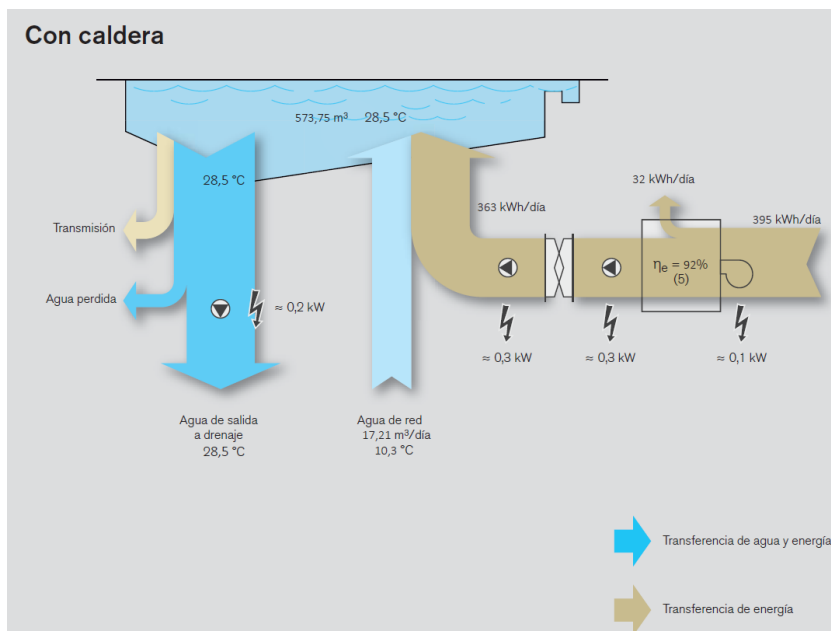 Con caldera
573,75 m³ 28,5 °C
28,5 °C
32 kWh/día
363 kWh/día
395 kWh/día
Transmisión
ηe = 92%
(5)
Agua perdida
≈ 0,2 kW
≈ 0,3 kW
≈ 0,3 kW
≈ 0,1 kW
Agua de salida
a drenaje
28,5 °C
Agua de red
17,21 m³/día
10,3 °C
Transferencia de agua y energía
Transferencia de energía